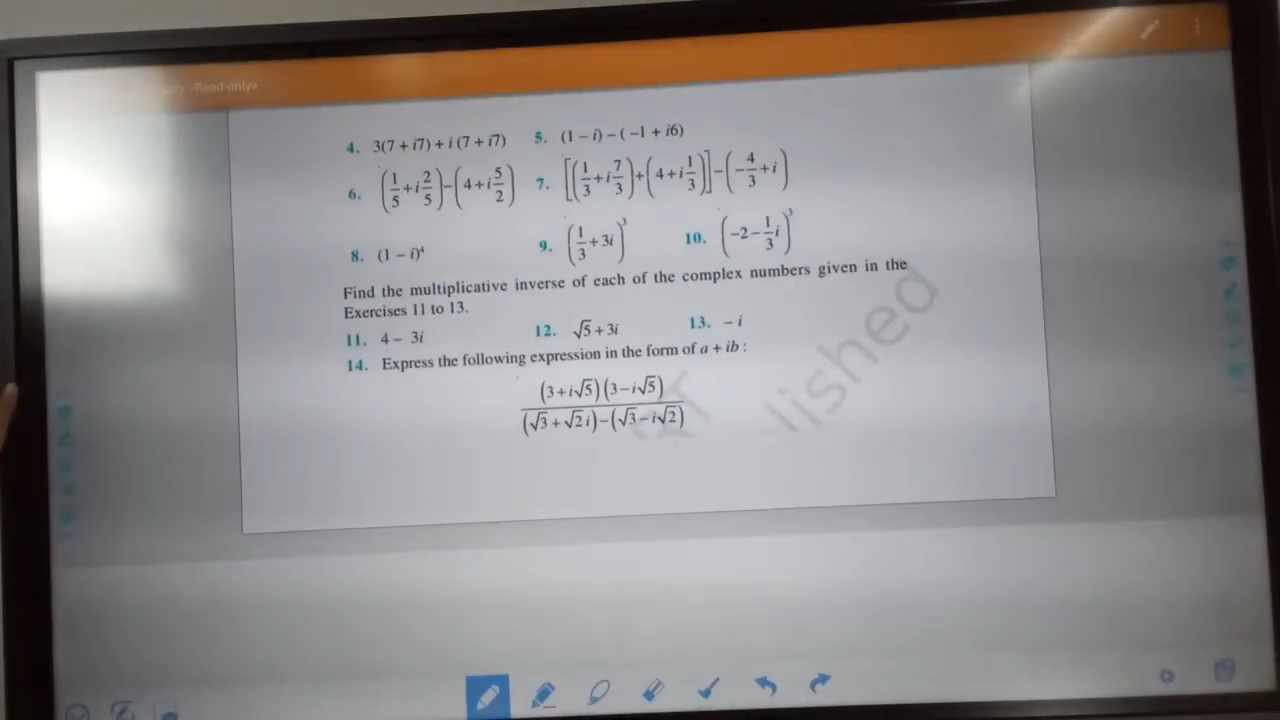 <Read-only>
4. 3(7 + i7) + i (7 + i7) 5. (1 – i) – ( –1 + i6)
6. (1/5 + i 2/5) – (4 + i 5/2) 7. [(1/3 + i 7/3) + (4 + i 1/3)] – (–4/3 + i)
8. (1 – i)⁴ 9. (1/3 + 3i)³ 10. (–2 – 1/3 i)³
Find the multiplicative inverse of each of the complex numbers given in the
Exercises 11 to 13.
11. 4 – 3i 12. √5 + 3i 13. – i
14. Express the following expression in the form of a + ib :
(3 + i√5) (3 – i√5)
(√3 + √2 i) – (√3 – i√2)
lished